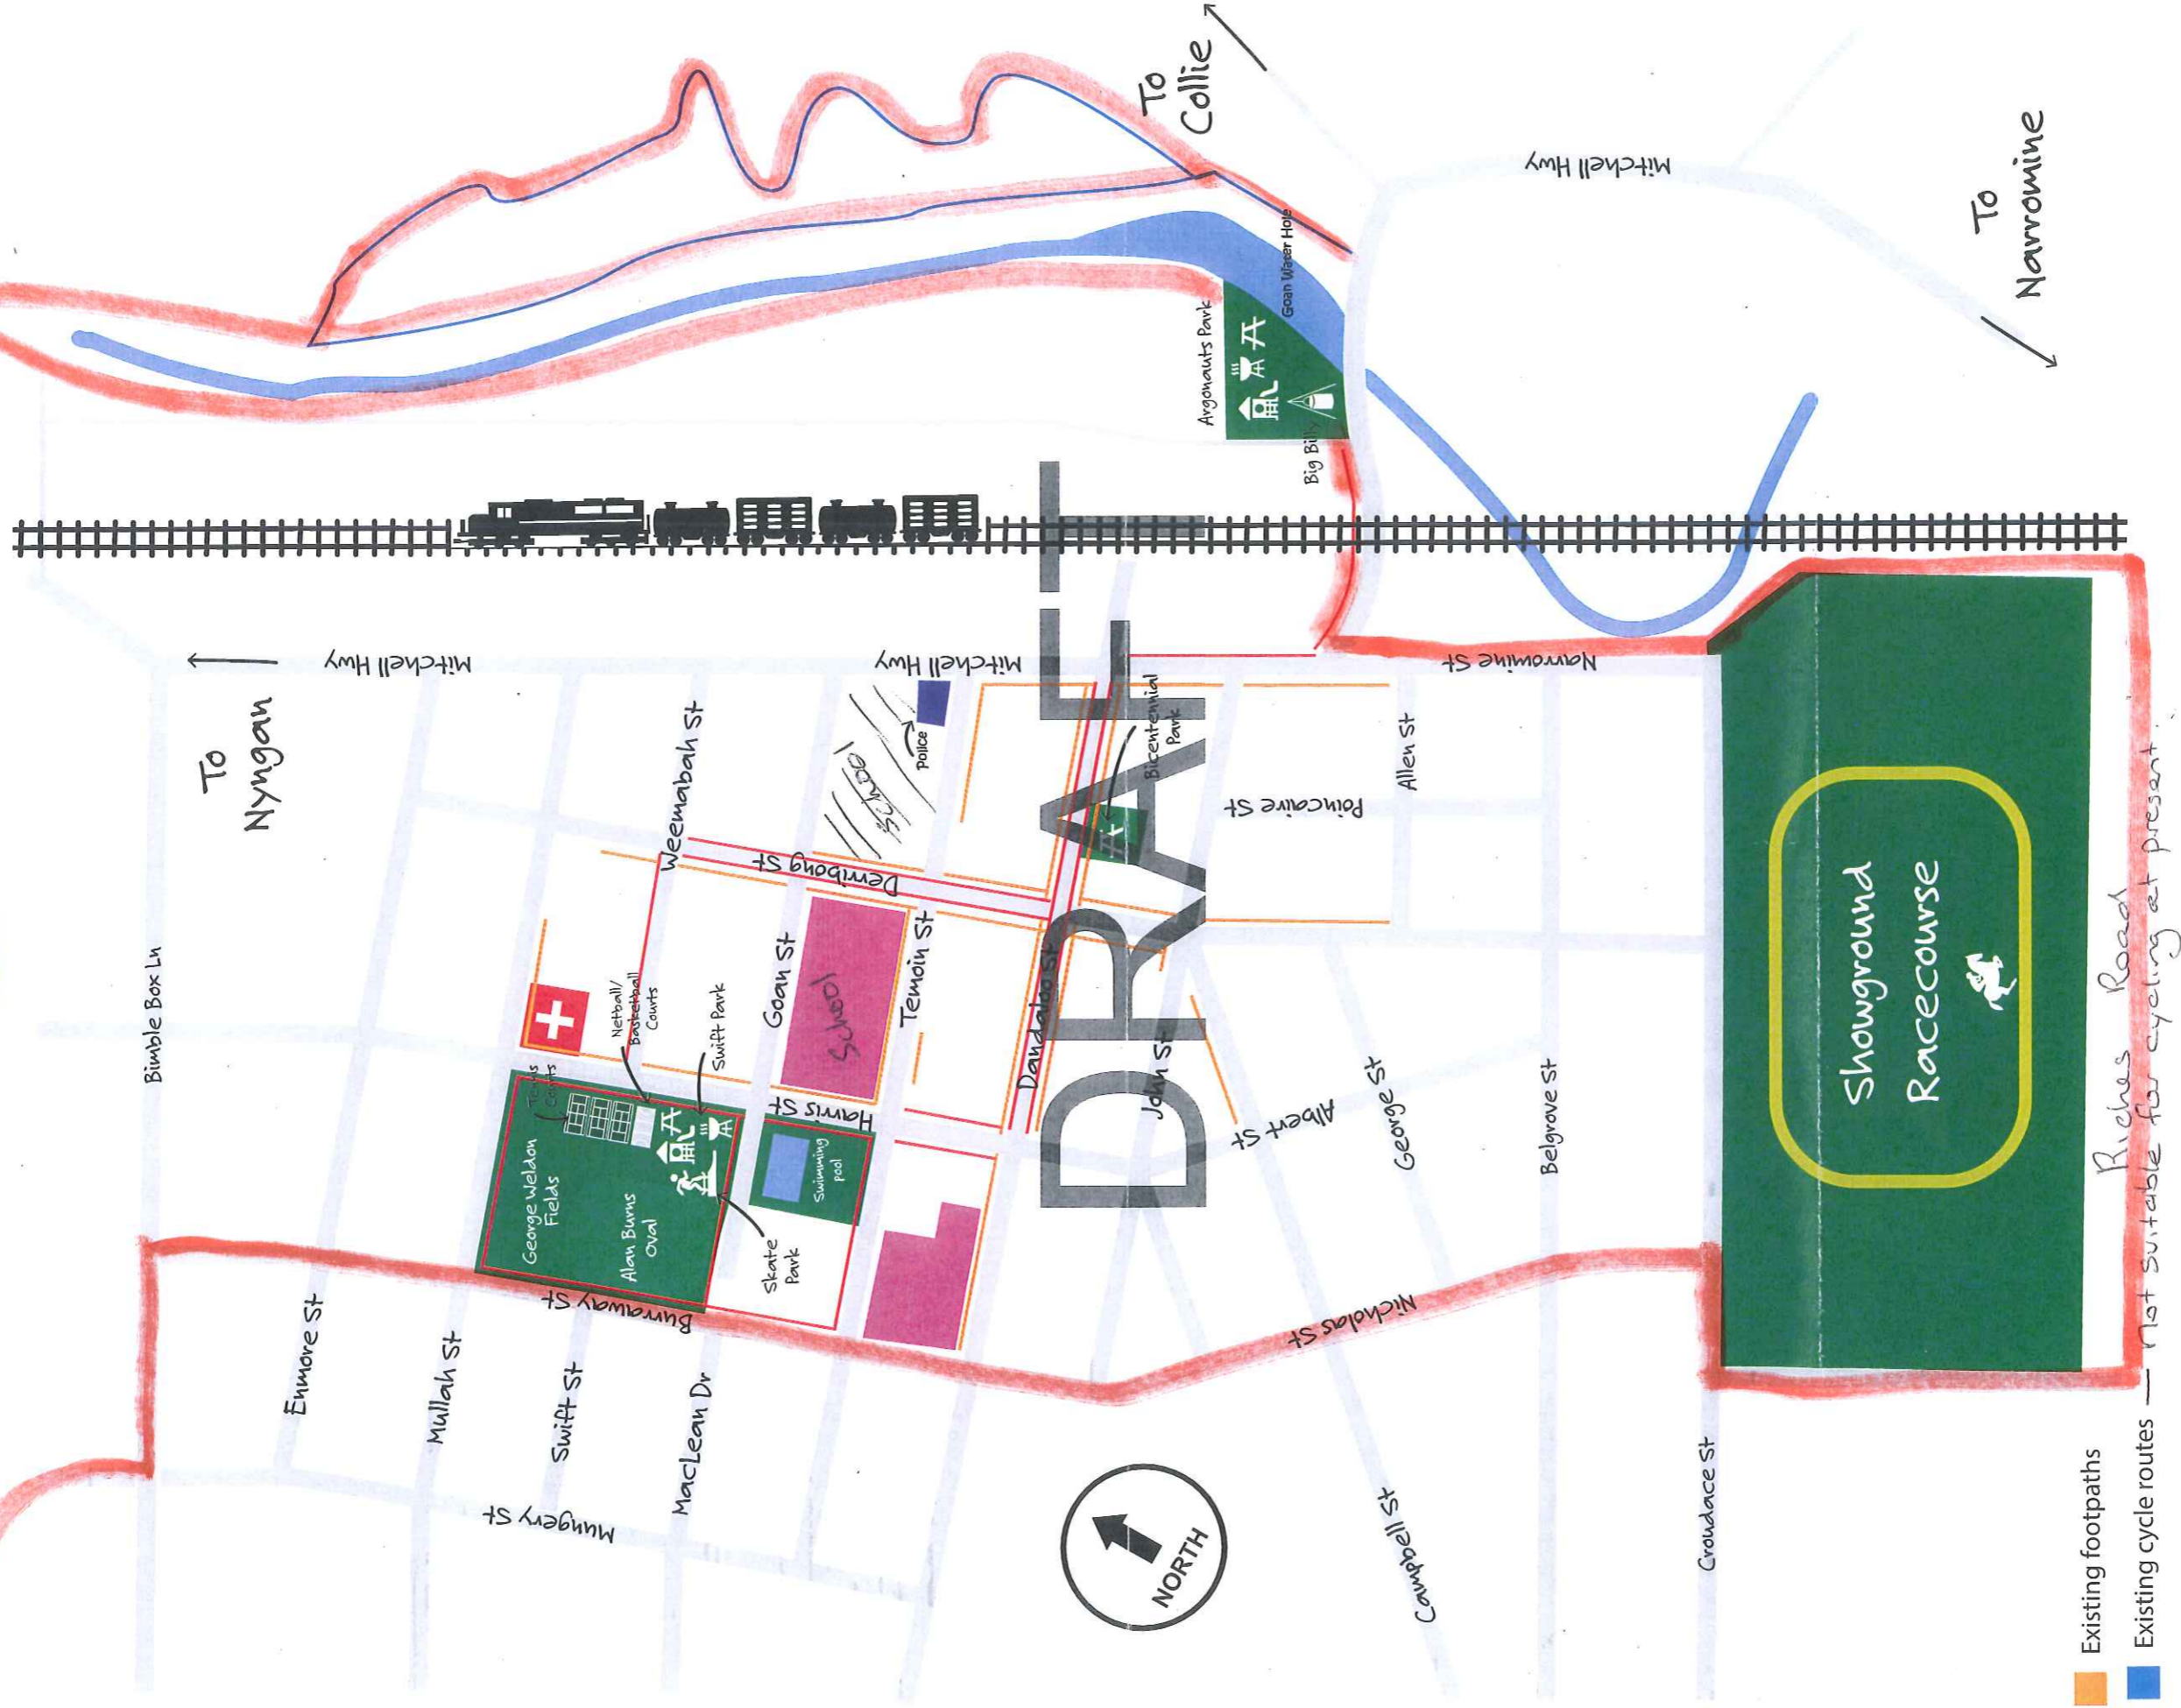 To
Collie
Mitchell Hwy
To
Narromine
Goan Water Hole
Argonauts Park
Big Billy
Mitchell Hwy
To
Nyngan
Mitchell Hwy
Narromine St
Weemabah St
School
Police
Bicentennial
Park
Poincaire St
Allen St
Derribong St
Bimble Box Ln
Netball/
Basketball
Courts
Swift Park
Goan St
School
Temoin St
Dandaloo St
John St
Albert St
George St
Belgrove St
Showground
Racecourse
Tennis
Courts
George Weldon
Fields
Alan Burns
Oval
Harris St
Swimming
pool
Skate
Park
Burraway St
Nicholas St
Enmore St
Mullah St
Swift St
MacLean Dr
Mungery St
NORTH
Campbell St
Croudace St
DRAFT
Riches Road
Existing footpaths
Existing cycle routes — not suitable for cycling at present.